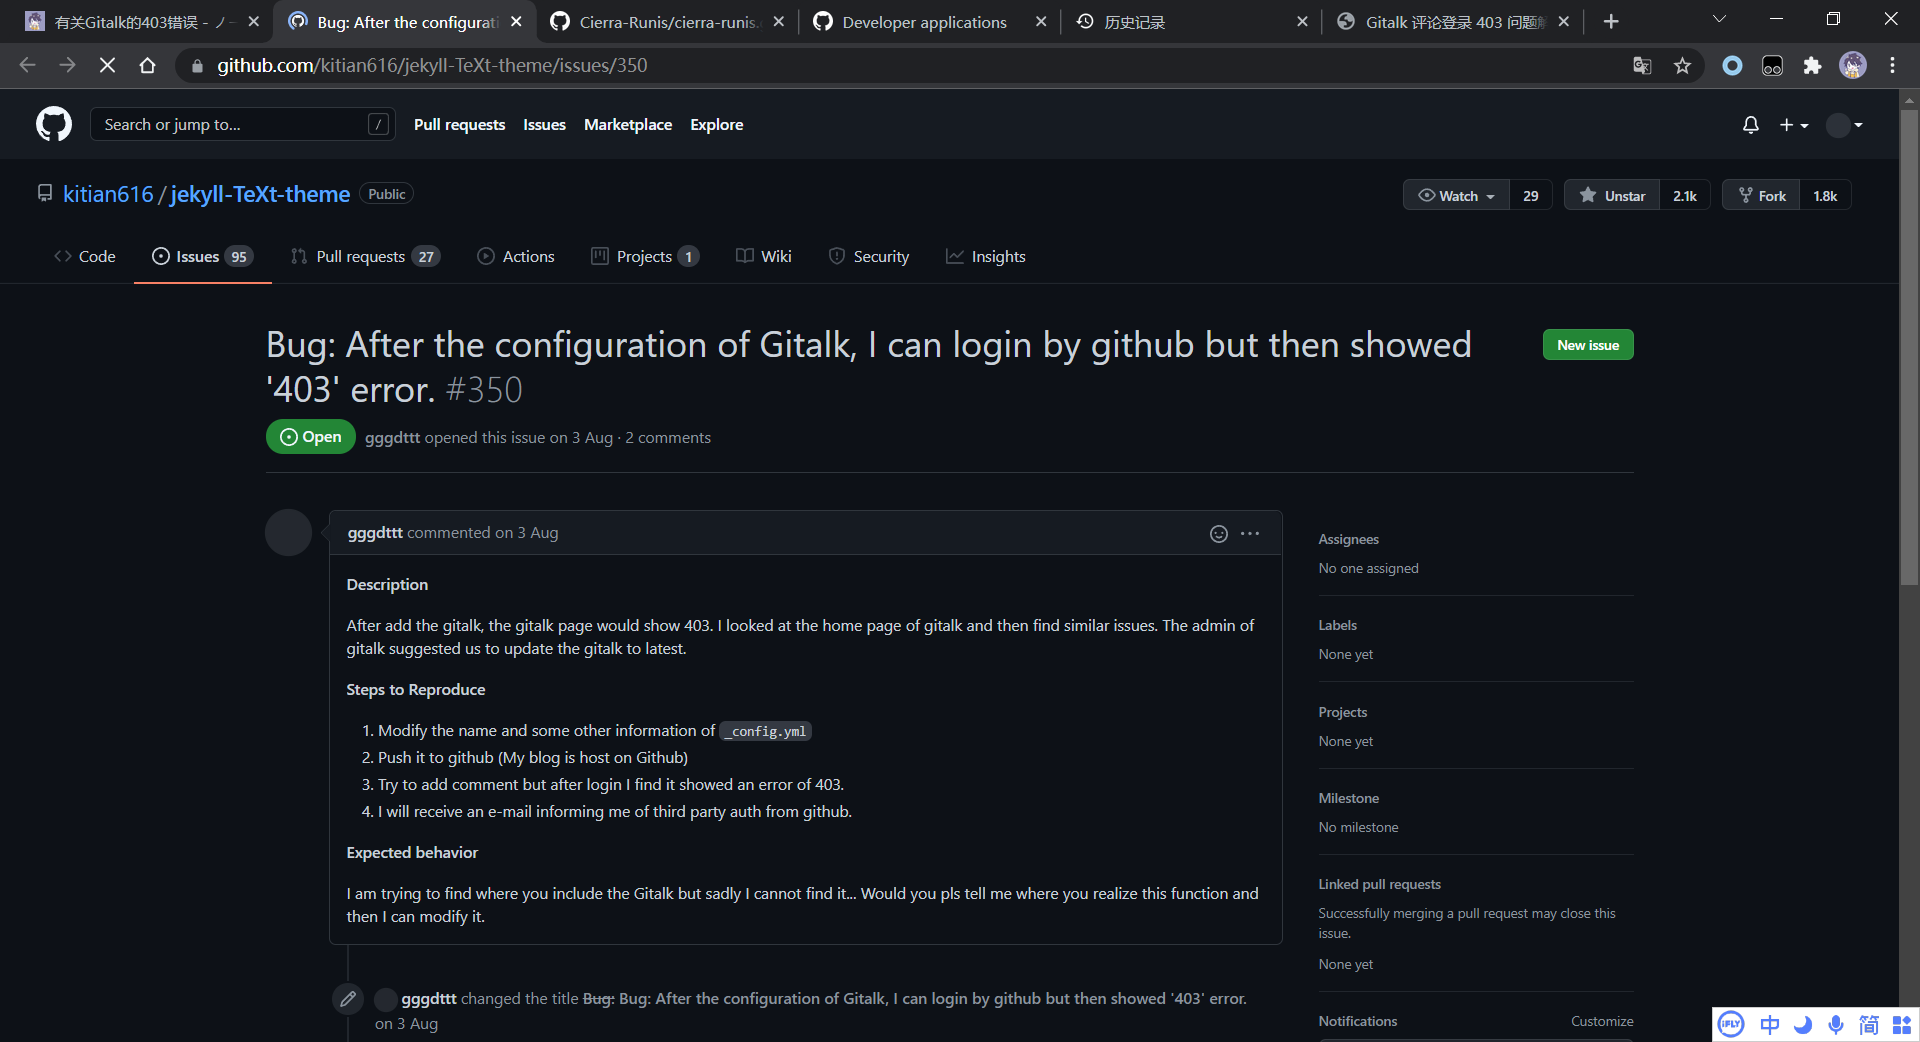 有关Gitalk的403错误 - ノー
Bug: After the configurati
Cierra-Runis/cierra-runis.
Developer applications
历史记录
Gitalk 评论登录 403 问题解
github.com/kitian616/jekyll-TeXt-theme/issues/350
Search or jump to...
/
Pull requests
Issues
Marketplace
Explore
kitian616 / jekyll-TeXt-theme
Public
Watch
29
Unstar
2.1k
Fork
1.8k
Code
Issues 95
Pull requests 27
Actions
Projects 1
Wiki
Security
Insights
Bug: After the configuration of Gitalk, I can login by github but then showed
'403' error. #350
New issue
Open
gggdttt opened this issue on 3 Aug · 2 comments
gggdttt commented on 3 Aug
Description
After add the gitalk, the gitalk page would show 403. I looked at the home page of gitalk and then find similar issues. The admin of
gitalk suggested us to update the gitalk to latest.
Steps to Reproduce
1. Modify the name and some other information of _config.yml
2. Push it to github (My blog is host on Github)
3. Try to add comment but after login I find it showed an error of 403.
4. I will receive an e-mail informing me of third party auth from github.
Expected behavior
I am trying to find where you include the Gitalk but sadly I cannot find it... Would you pls tell me where you realize this function and
then I can modify it.
gggdttt changed the title Bug: Bug: After the configuration of Gitalk, I can login by github but then showed '403' error.
on 3 Aug
Assignees
No one assigned
Labels
None yet
Projects
None yet
Milestone
No milestone
Linked pull requests
Successfully merging a pull request may close this
issue.
None yet
Notifications
Customize
iFLY
中
简